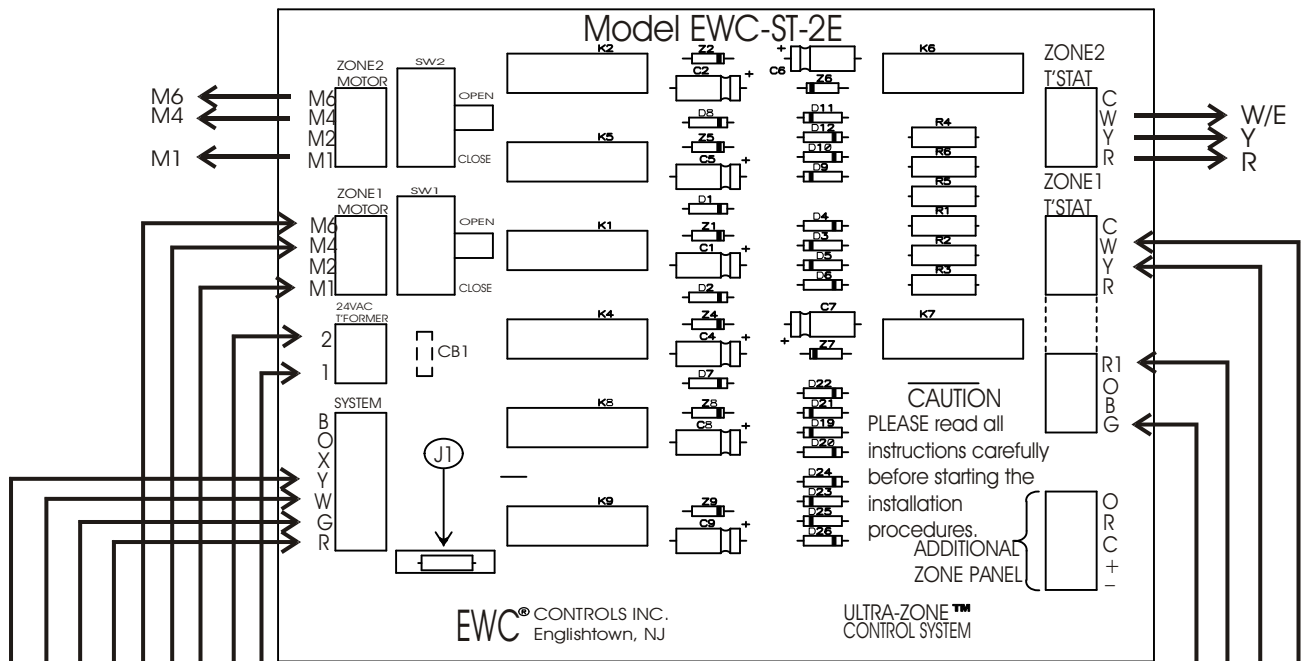 Model EWC-ST-2E
ZONE2
MOTOR
SW2
OPEN
CLOSE
M6
M4
M2
M1
M6
M4
M1
ZONE1
MOTOR
SW1
OPEN
CLOSE
M6
M4
M2
M1
24VAC
T'FORMER
2
1
CB1
SYSTEM
B
O
X
Y
W
G
R
J1
K2
K5
K1
K4
K8
K9
Z2
C2
+
D8
Z5
C5
+
D1
Z1
C1
+
D2
Z4
C4
+
D7
Z8
C8
+
Z9
C9
+
+
C6
Z6
D11
D12
D10
D9
D4
D3
D5
D6
C7
+
Z7
D22
D21
D19
D20
D24
D23
D25
D26
K6
R4
R6
R5
R1
R2
R3
K7
CAUTION
PLEASE read all
instructions carefully
before starting the
installation
procedures.
ZONE2
T'STAT
C
W
Y
R
W/E
Y
R
ZONE1
T'STAT
C
W
Y
R
R1
O
B
G
ADDITIONAL
ZONE PANEL
O
R
C
+
−
EWC® CONTROLS INC.
Englishtown, NJ
ULTRA-ZONE™
CONTROL SYSTEM